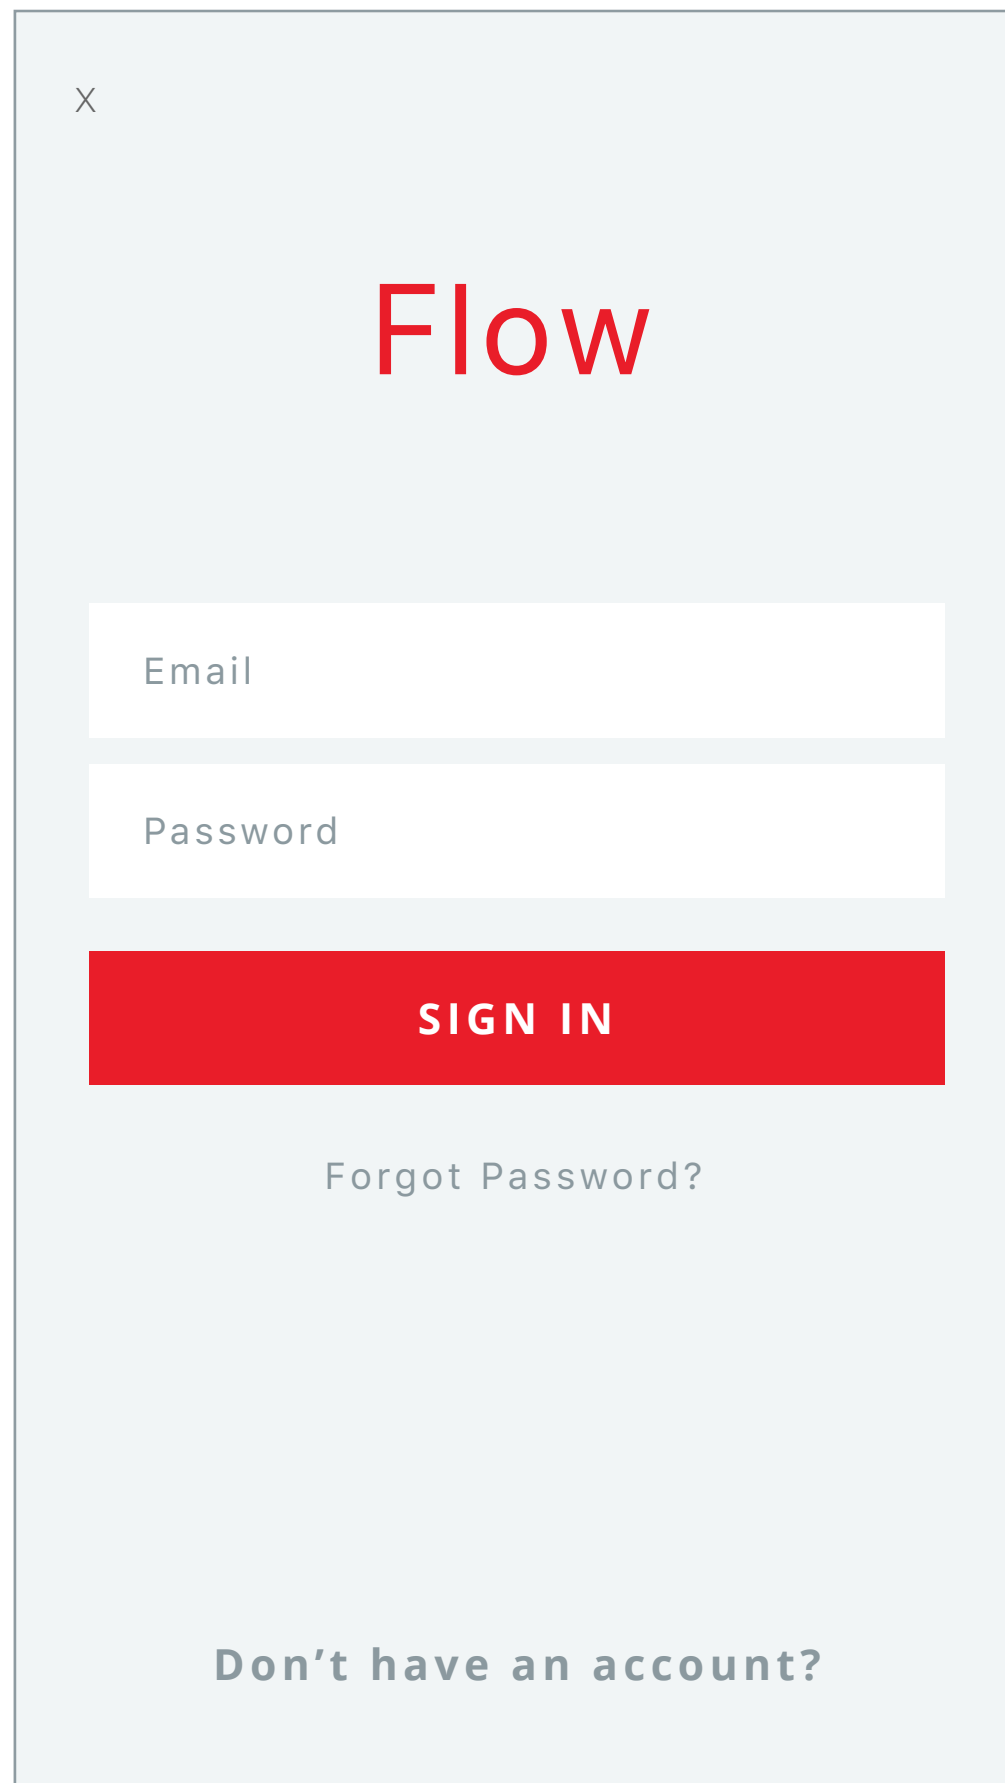 X
Flow
Email
Password
SIGN IN
Forgot Password?
Don’t have an account?